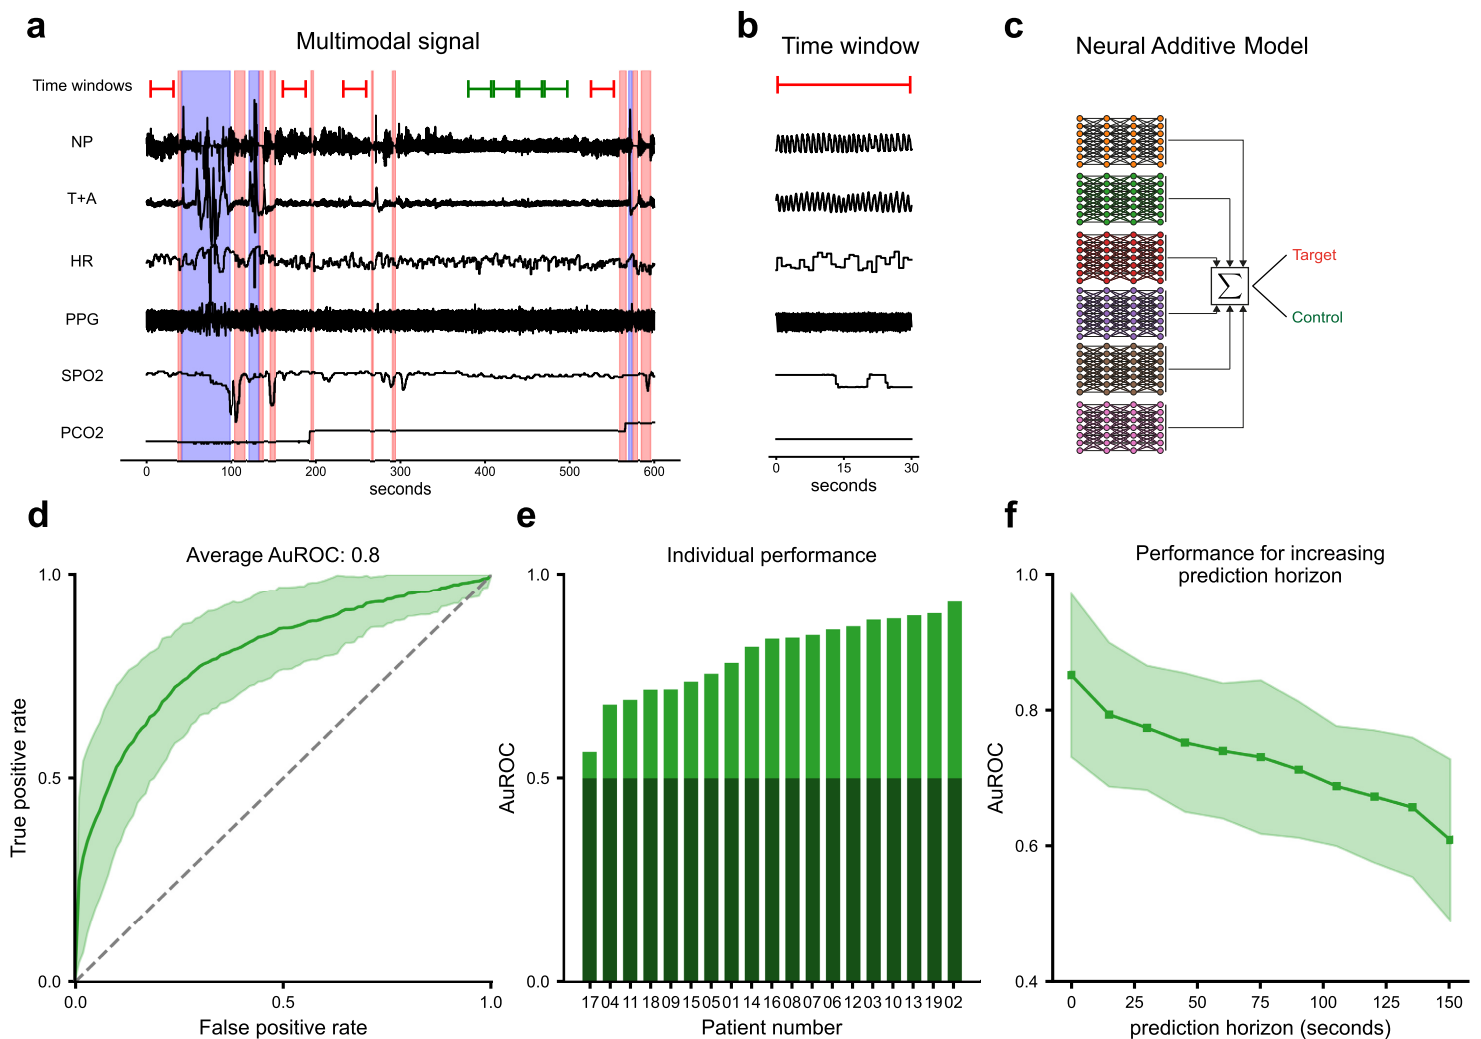 a
Multimodal signal
Time windows
NP
T+A
HR
PPG
SPO2
PCO2
0 100 200 300 400 500 600
seconds
b
Time window
0 15 30
seconds
c
Neural Additive Model
Σ
Target
Control
d
Average AuROC: 0.8
True positive rate
1.0
0.5
0.0
0.0 0.5 1.0
False positive rate
e
Individual performance
AuROC
1.0
0.5
0.0
17 04 11 18 09 15 05 01 14 16 08 07 06 12 03 10 13 19 02
Patient number
f
Performance for increasing
prediction horizon
AuROC
1.0
0.8
0.6
0.4
0 25 50 75 100 125 150
prediction horizon (seconds)